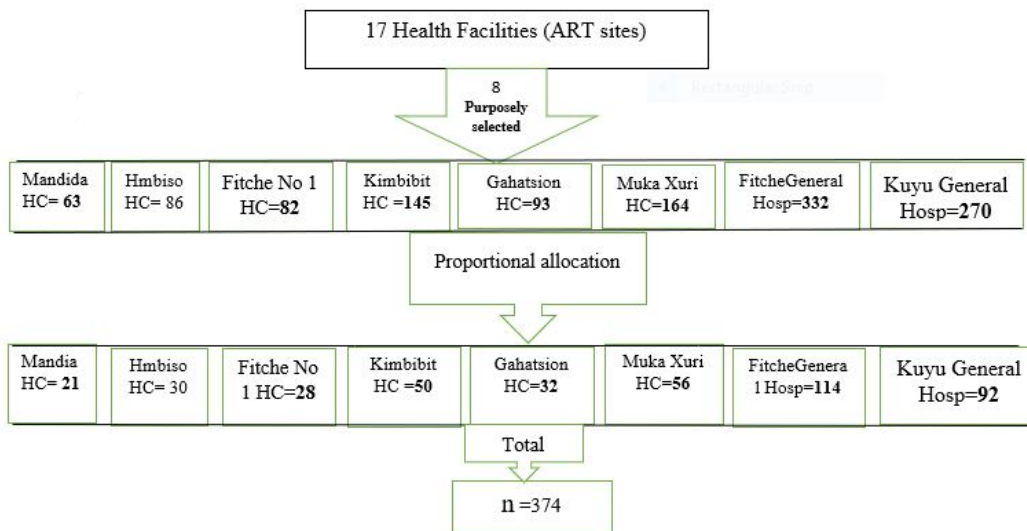 17 Health Facilities (ART sites)
8
Purposely
selected
Mandida
HC= 63
Hmbiso
HC= 86
Fitche No 1
HC=82
Kimbibit
HC =145
Gahatsion
HC=93
Muka Xuri
HC=164
FitcheGeneral
Hosp=332
Kuyu General
Hosp=270
Proportional allocation
Mandia
HC= 21
Hmbiso
HC= 30
Fitche No
1 HC=28
Kimbibit
HC =50
Gahatsion
HC=32
Muka Xuri
HC=56
FitcheGenera
l Hosp=114
Kuyu General
Hosp=92
Total
n =374